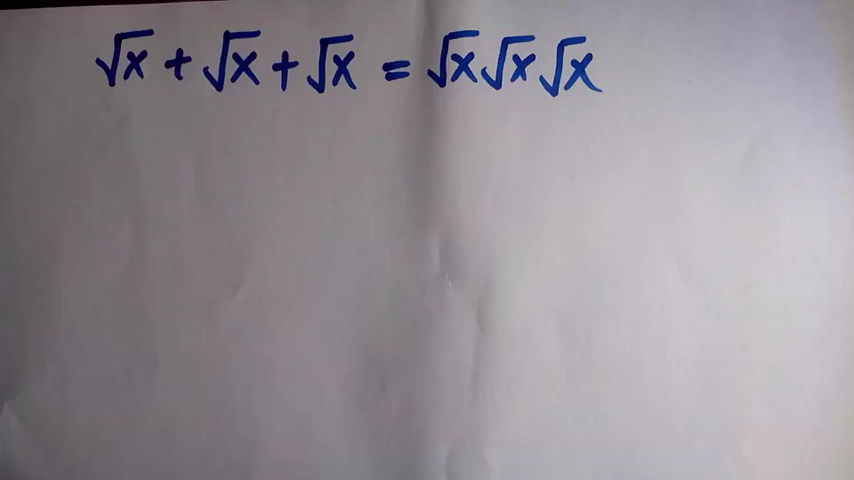 √x + √x + √x = √x√x√x